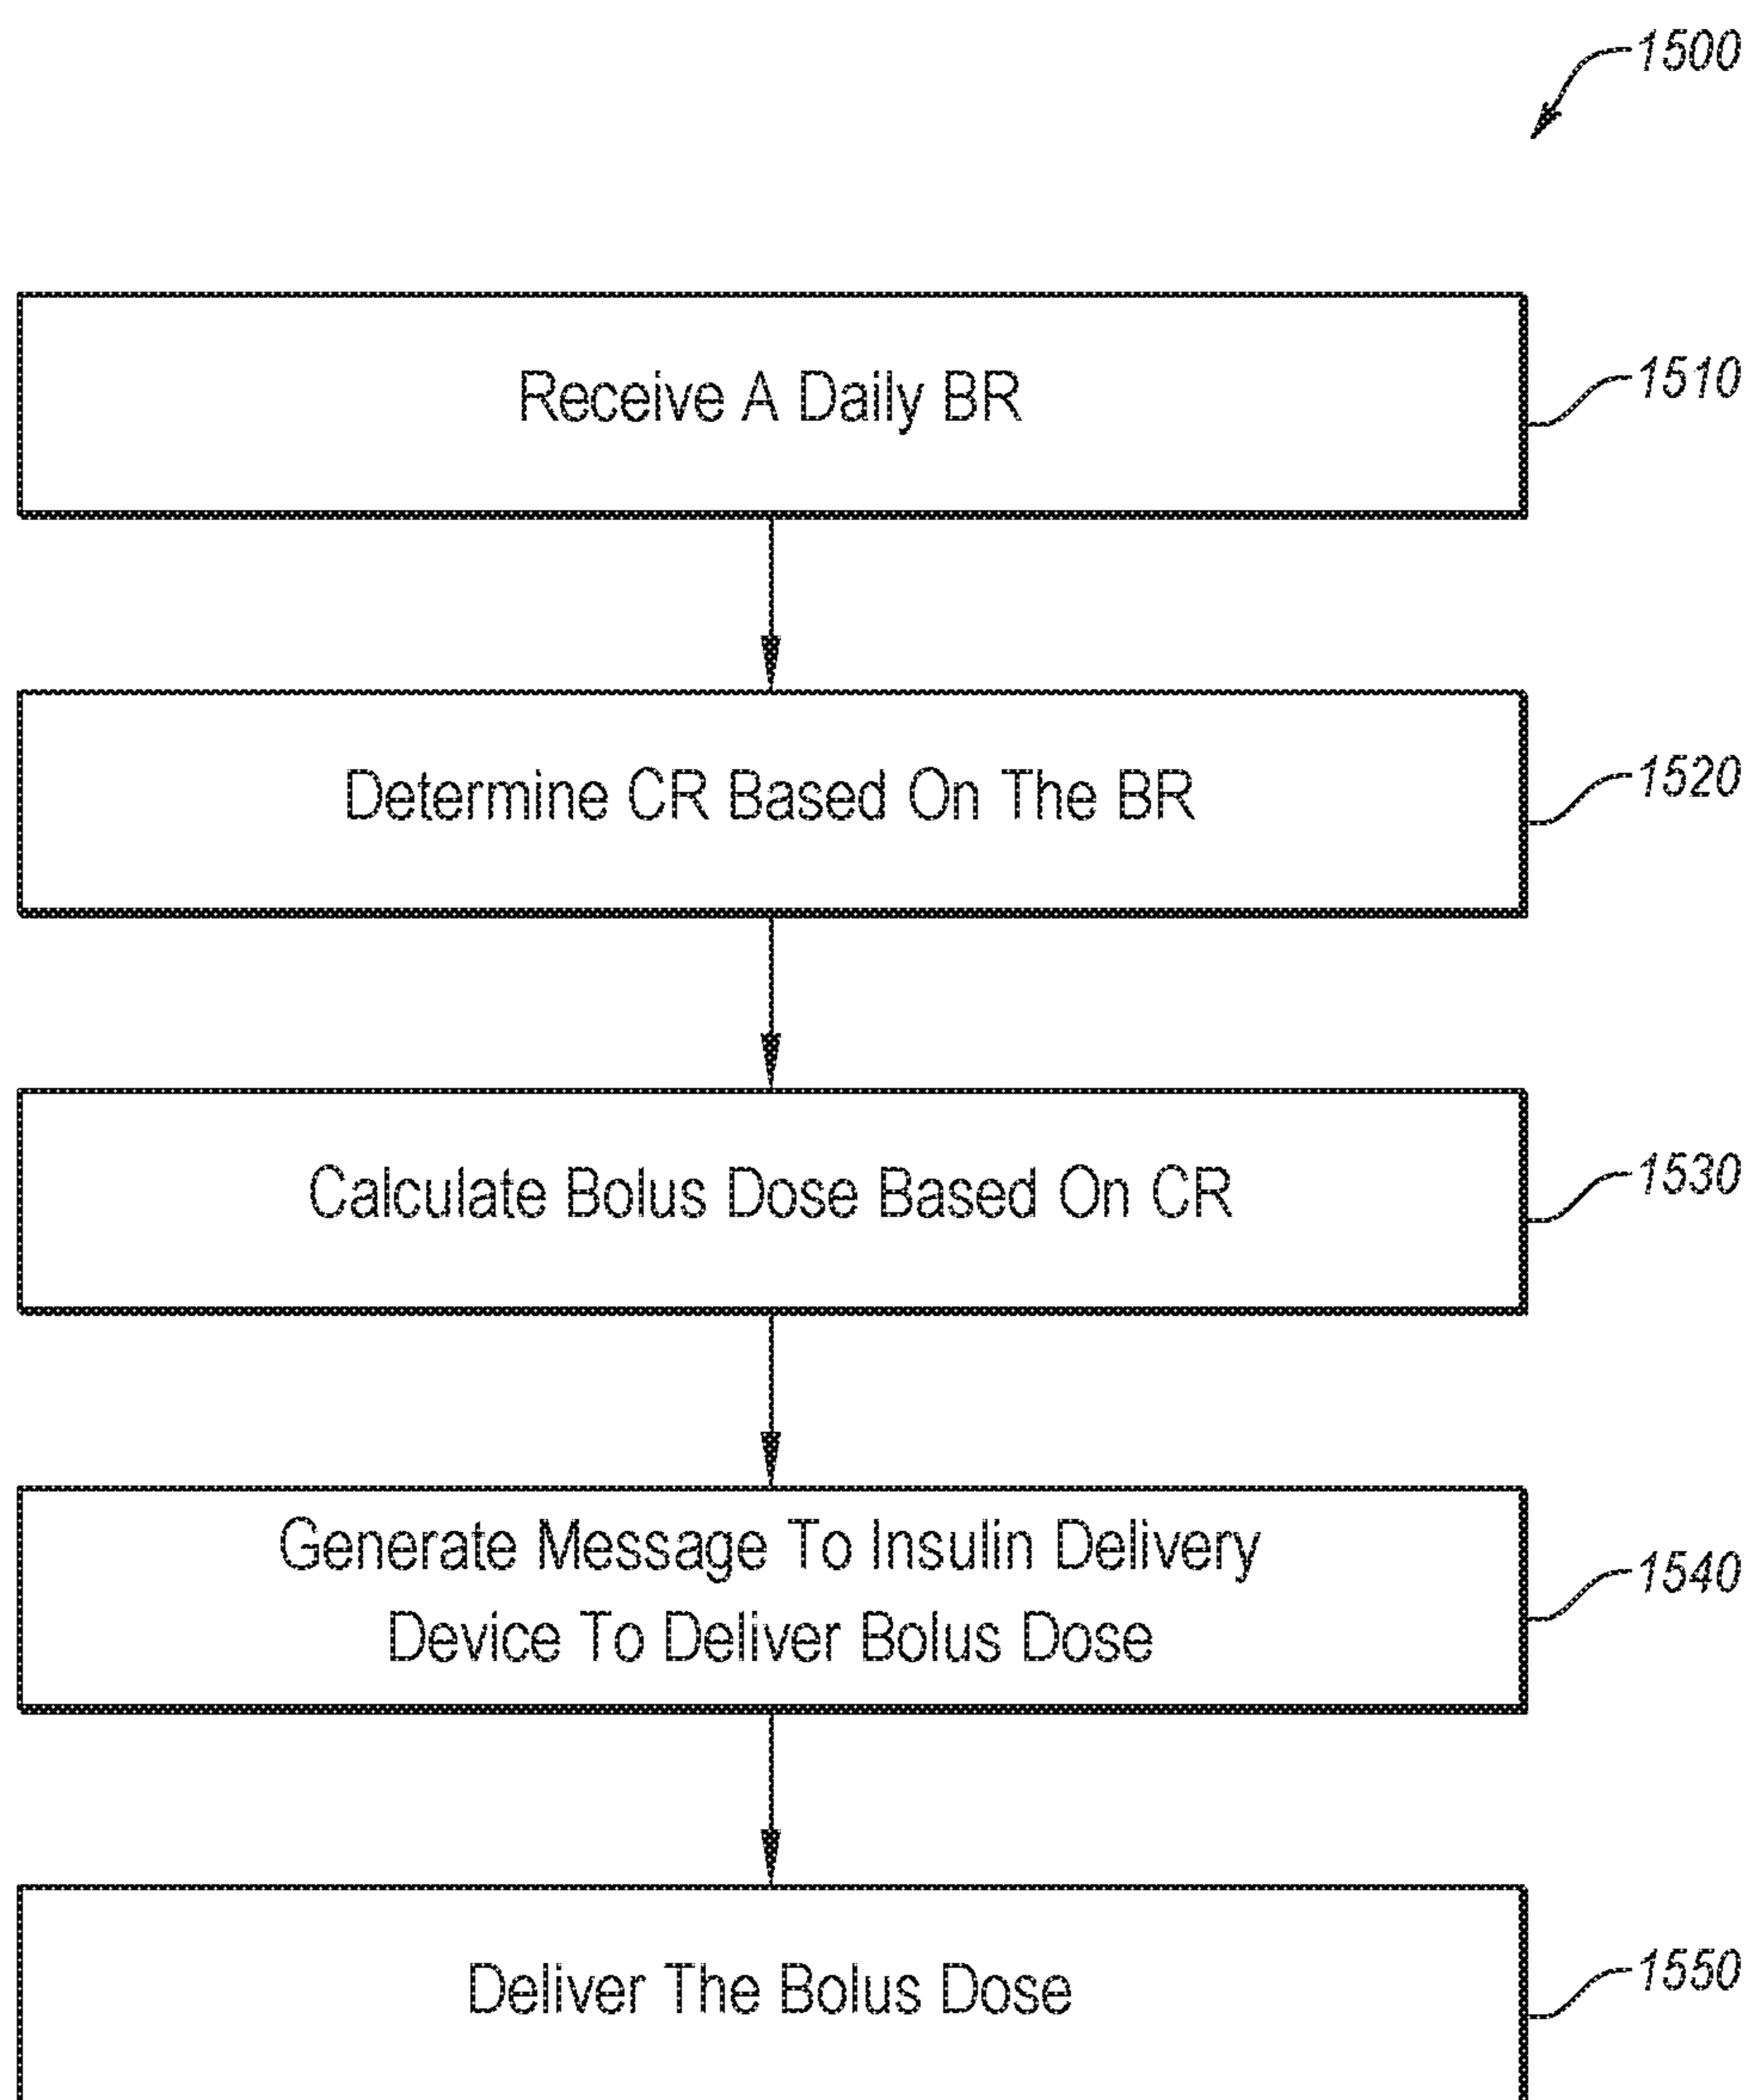 1500
Receive A Daily BR
1510
Determine CR Based On The BR
1520
Calculate Bolus Dose Based On CR
1530
Generate Message To Insulin Delivery
Device To Deliver Bolus Dose
1540
Deliver The Bolus Dose
1550